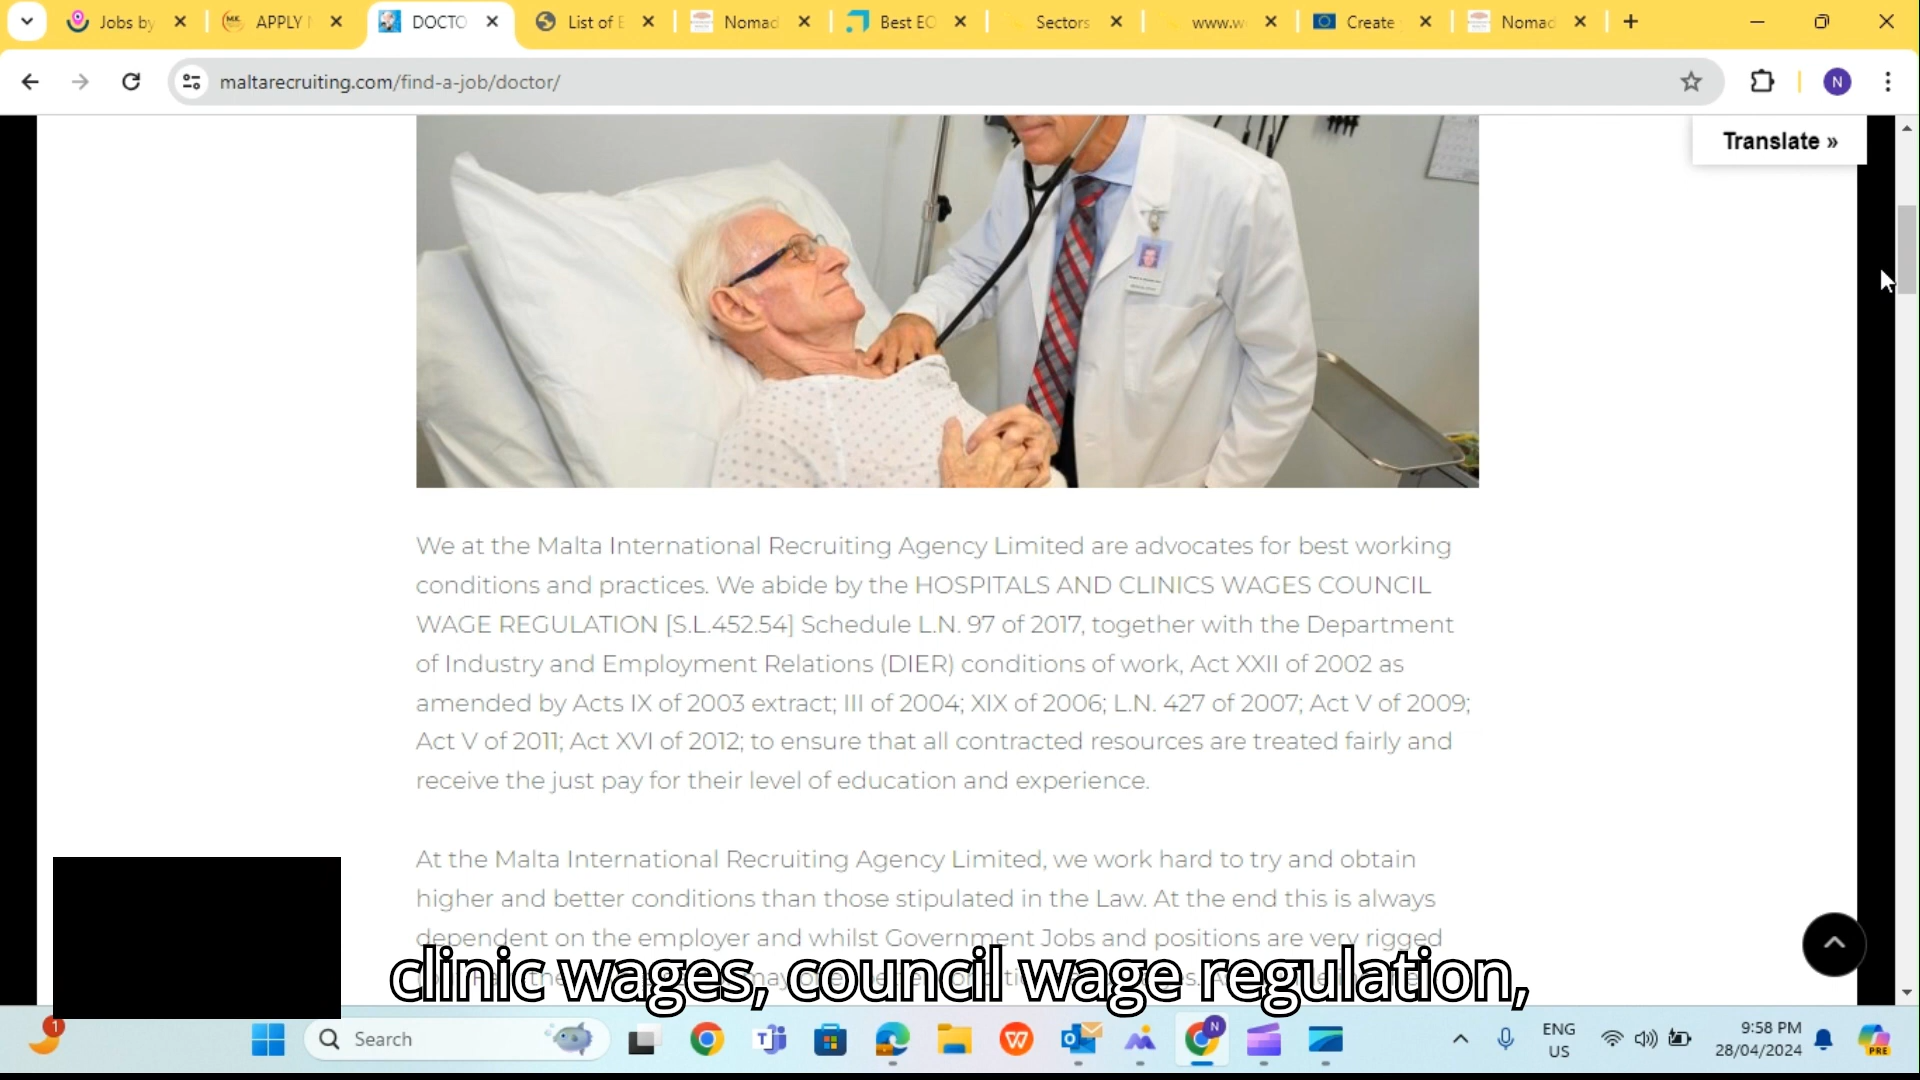 Jobs by
APPLY
DOCTO
List of E
Nomad
Best EC
Sectors
www.w
Create
Nomad
maltarecruiting.com/find-a-job/doctor/
N
Translate »
We at the Malta International Recruiting Agency Limited are advocates for best working
conditions and practices. We abide by the HOSPITALS AND CLINICS WAGES COUNCIL
WAGE REGULATION [S.L.452.54] Schedule L.N. 97 of 2017, together with the Department
of Industry and Employment Relations (DIER) conditions of work, Act XXII of 2002 as
amended by Acts IX of 2003 extract; III of 2004; XIX of 2006; L.N. 427 of 2007; Act V of 2009;
Act V of 2011; Act XVI of 2012; to ensure that all contracted resources are treated fairly and
receive the just pay for their level of education and experience.
At the Malta International Recruiting Agency Limited, we work hard to try and obtain
higher and better conditions than those stipulated in the Law. At the end this is always
dependent on the employer and whilst Government Jobs and positions are very rigged
clinic wages, council wage regulation,
1
Search
N
ENG
US
9:58 PM
28/04/2024
PRE